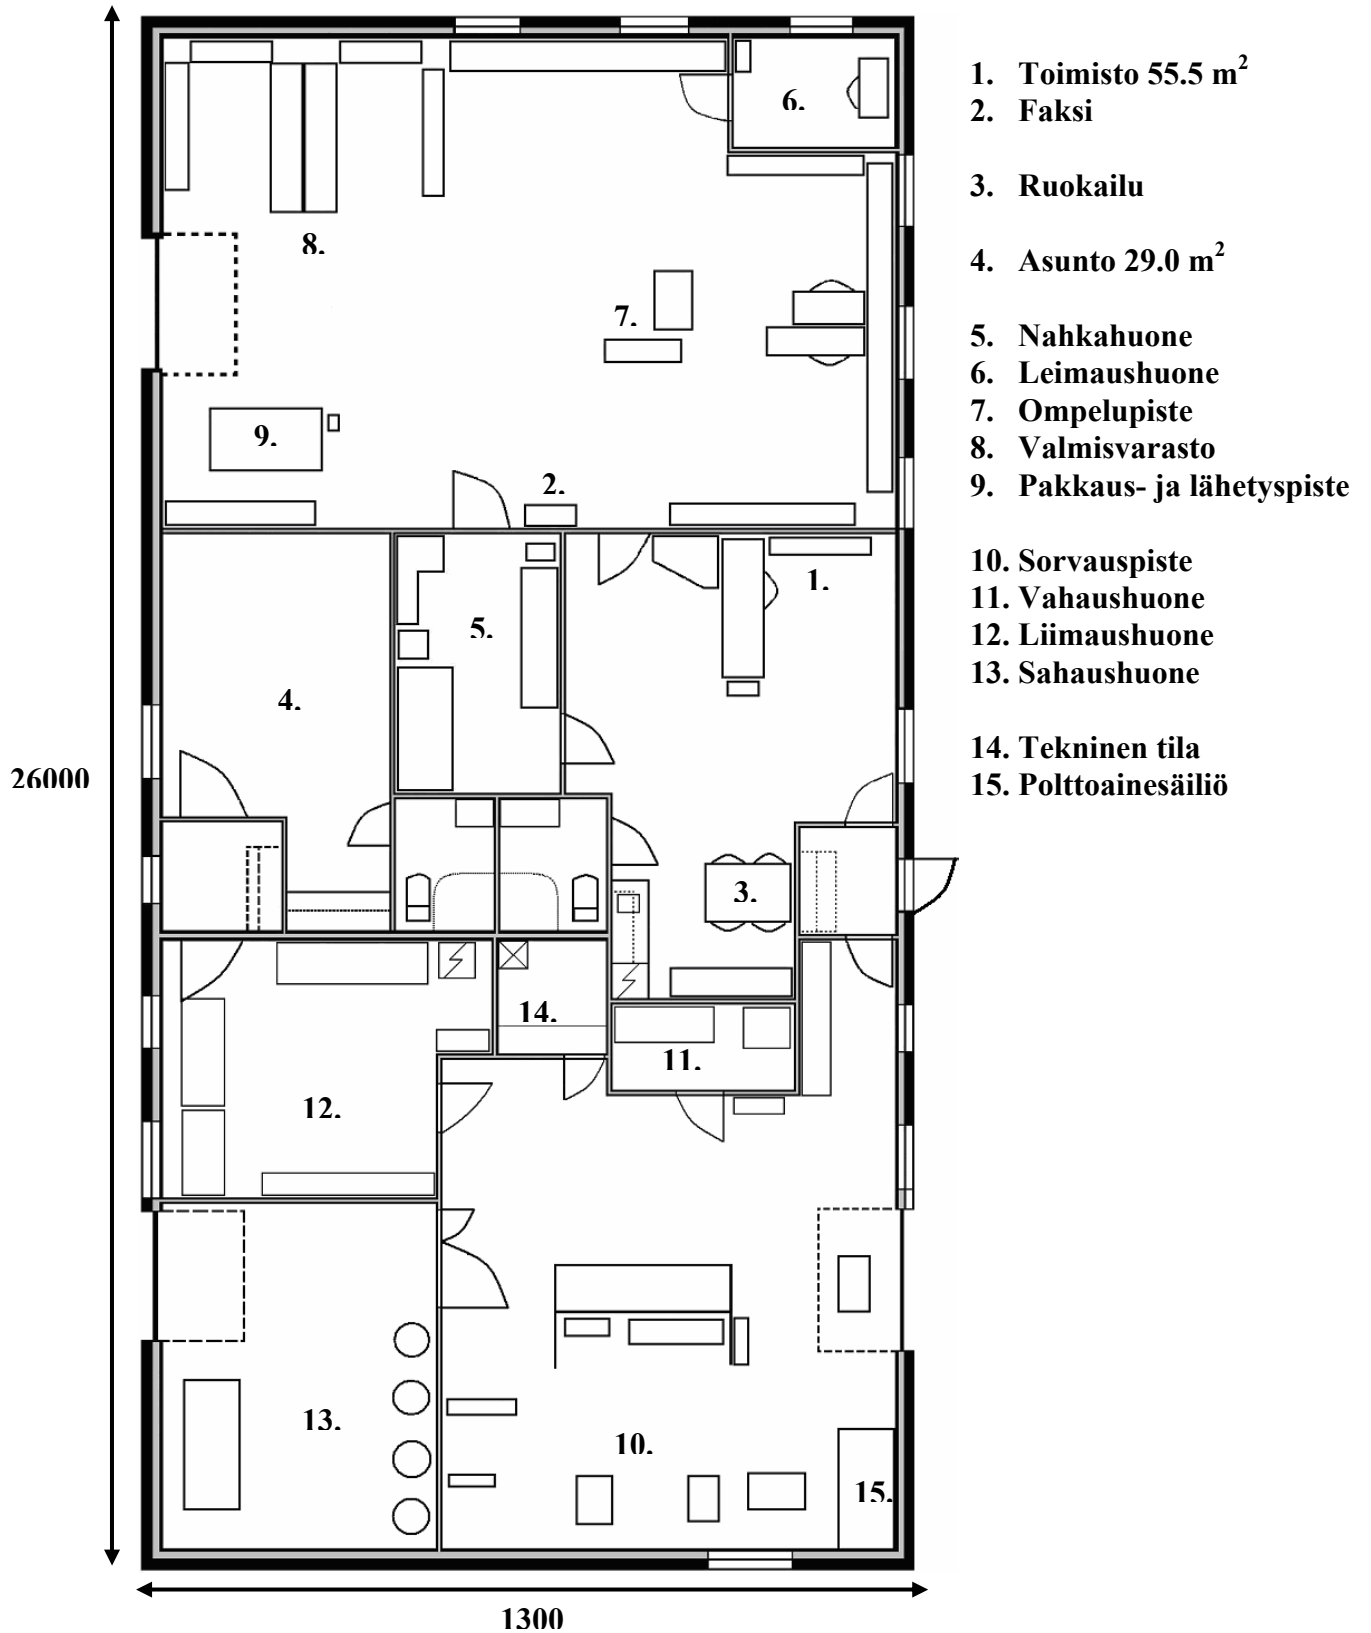 1. Toimisto 55.5 m²
2. Faksi
3. Ruokailu
4. Asunto 29.0 m²
5. Nahkahuone
6. Leimaushuone
7. Ompelupiste
8. Valmisvarasto
9. Pakkaus- ja lähetyspiste
10. Sorvauspiste
11. Vahaushuone
12. Liimaushuone
13. Sahaushuone
14. Tekninen tila
15. Polttoainesäiliö
6.
8.
7.
9.
2.
1.
5.
4.
26000
3.
14.
11.
12.
13.
10.
15.
1300